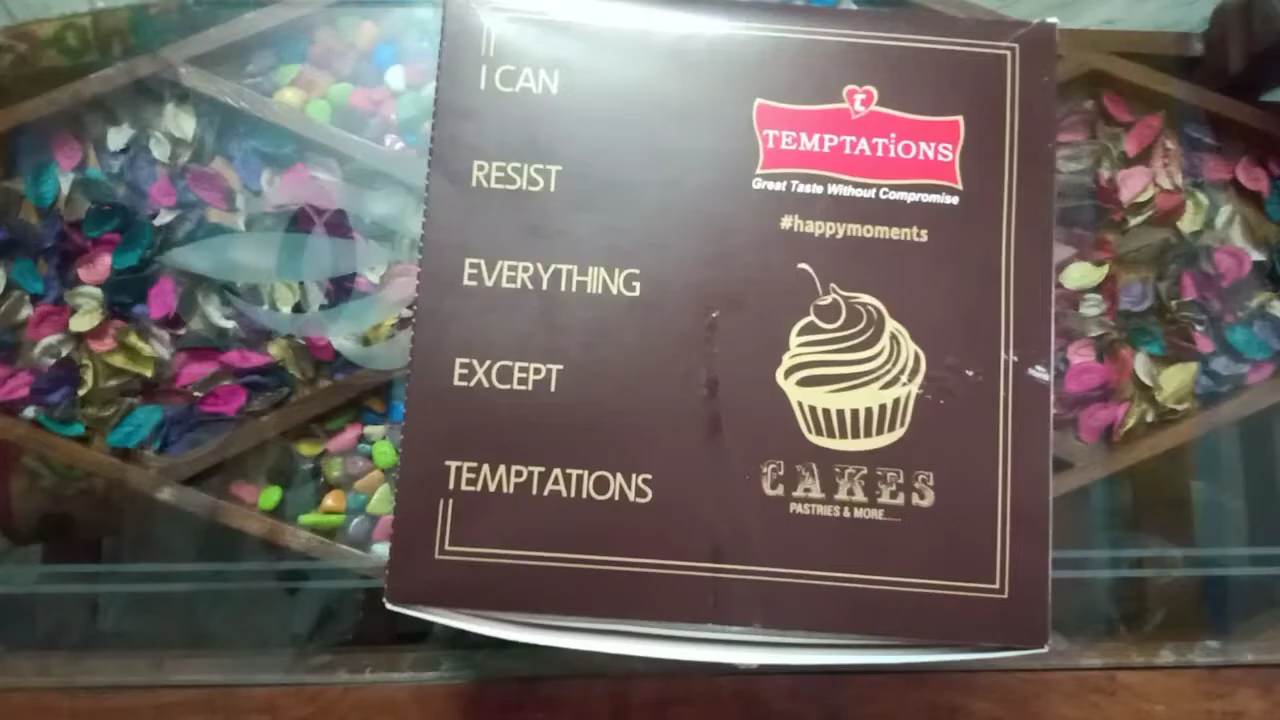 I CAN
RESIST
EVERYTHING
EXCEPT
TEMPTATIONS
τ
TEMPTATiONS
Great Taste Without Compromise
#happymoments
CAKES
PASTRIES & MORE.....